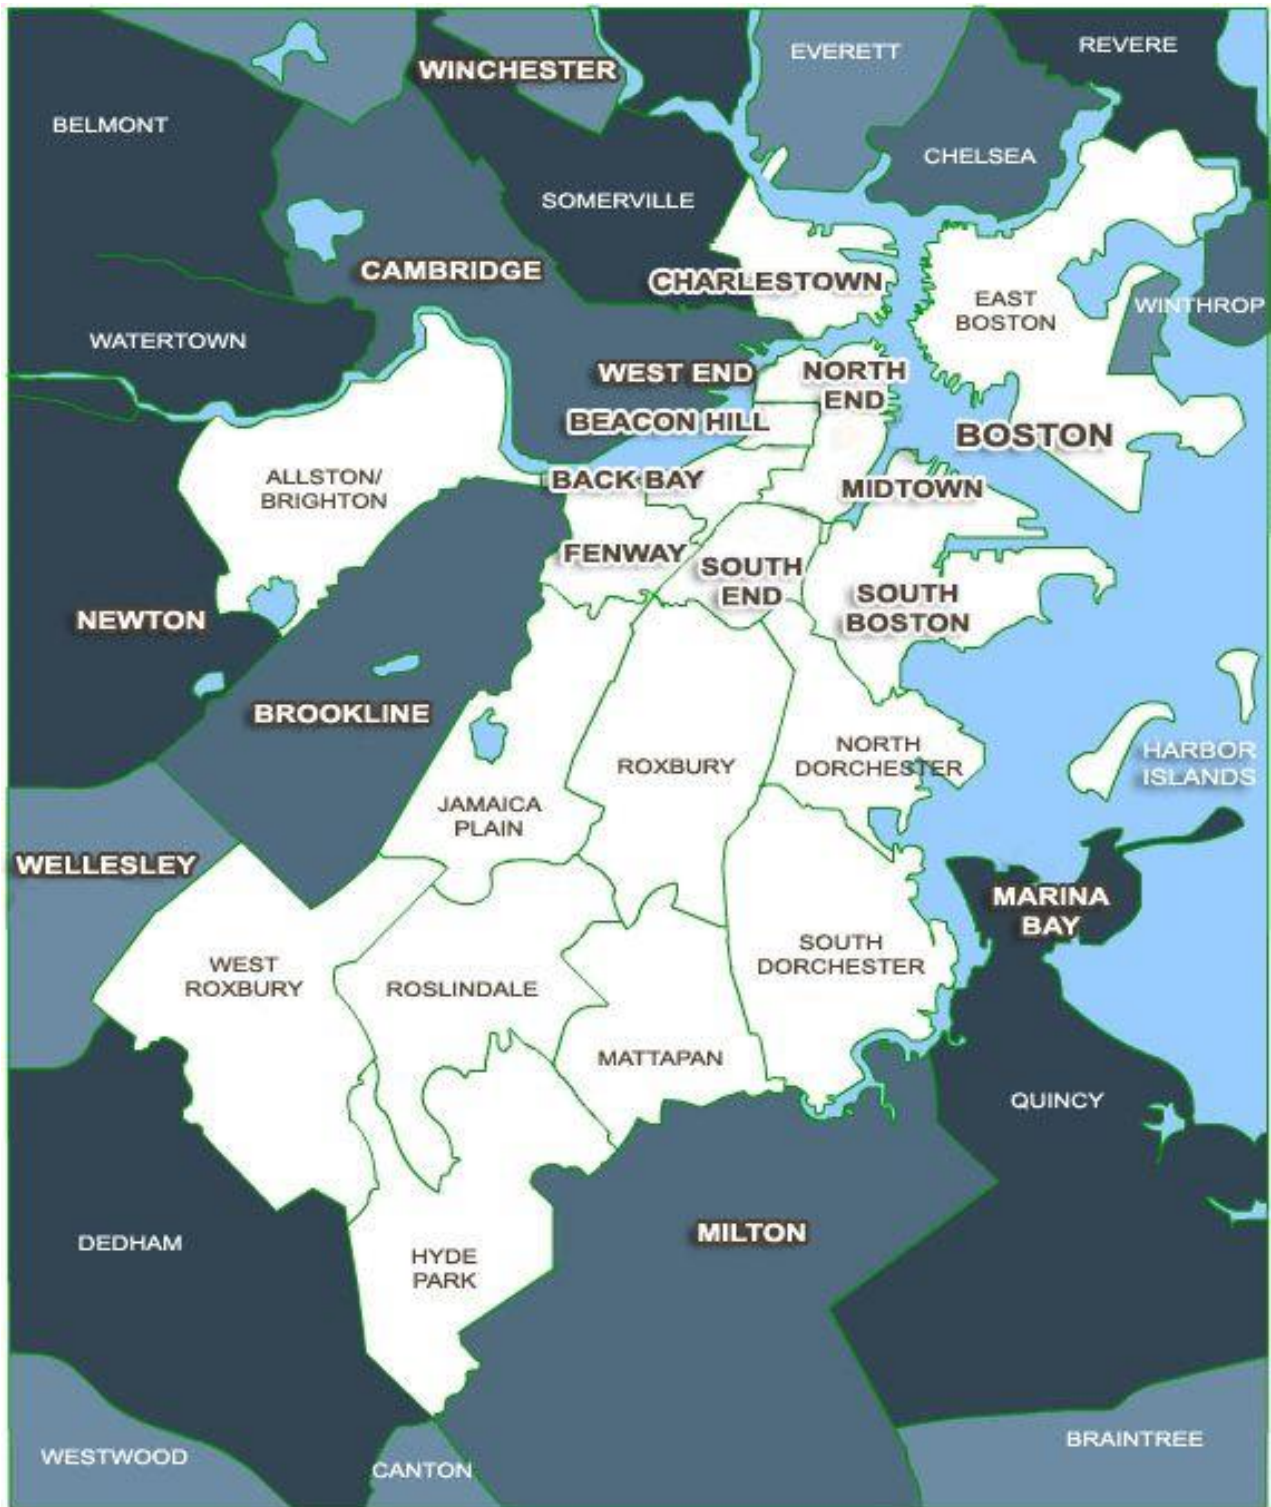 EVERETT
REVERE
WINCHESTER
BELMONT
CHELSEA
SOMERVILLE
CAMBRIDGE
CHARLESTOWN
EAST
BOSTON
WINTHROP
WATERTOWN
WEST END
NORTH
END
BEACON HILL
BOSTON
ALLSTON/
BRIGHTON
BACK BAY
MIDTOWN
FENWAY
SOUTH
END
SOUTH
BOSTON
NEWTON
BROOKLINE
NORTH
DORCHESTER
HARBOR
ISLANDS
ROXBURY
JAMAICA
PLAIN
WELLESLEY
MARINA
BAY
SOUTH
DORCHESTER
WEST
ROXBURY
ROSLINDALE
MATTAPAN
QUINCY
DEDHAM
MILTON
HYDE
PARK
BRAINTREE
WESTWOOD
CANTON